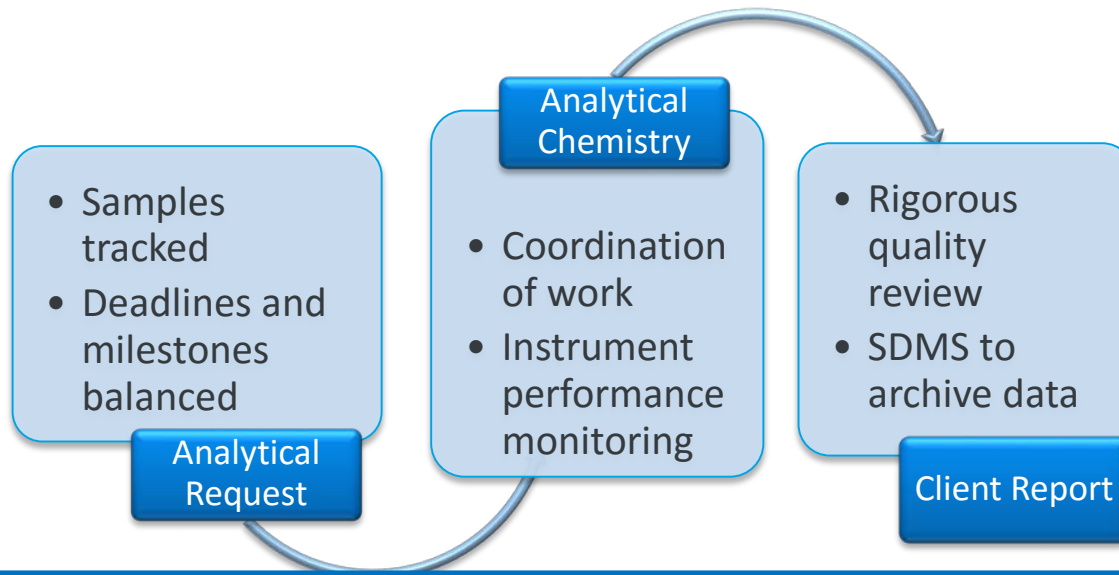 • Samples
tracked
• Deadlines and
milestones
balanced
Analytical
Request
Analytical
Chemistry
• Coordination
of work
• Instrument
performance
monitoring
• Rigorous
quality
review
• SDMS to
archive data
Client Report